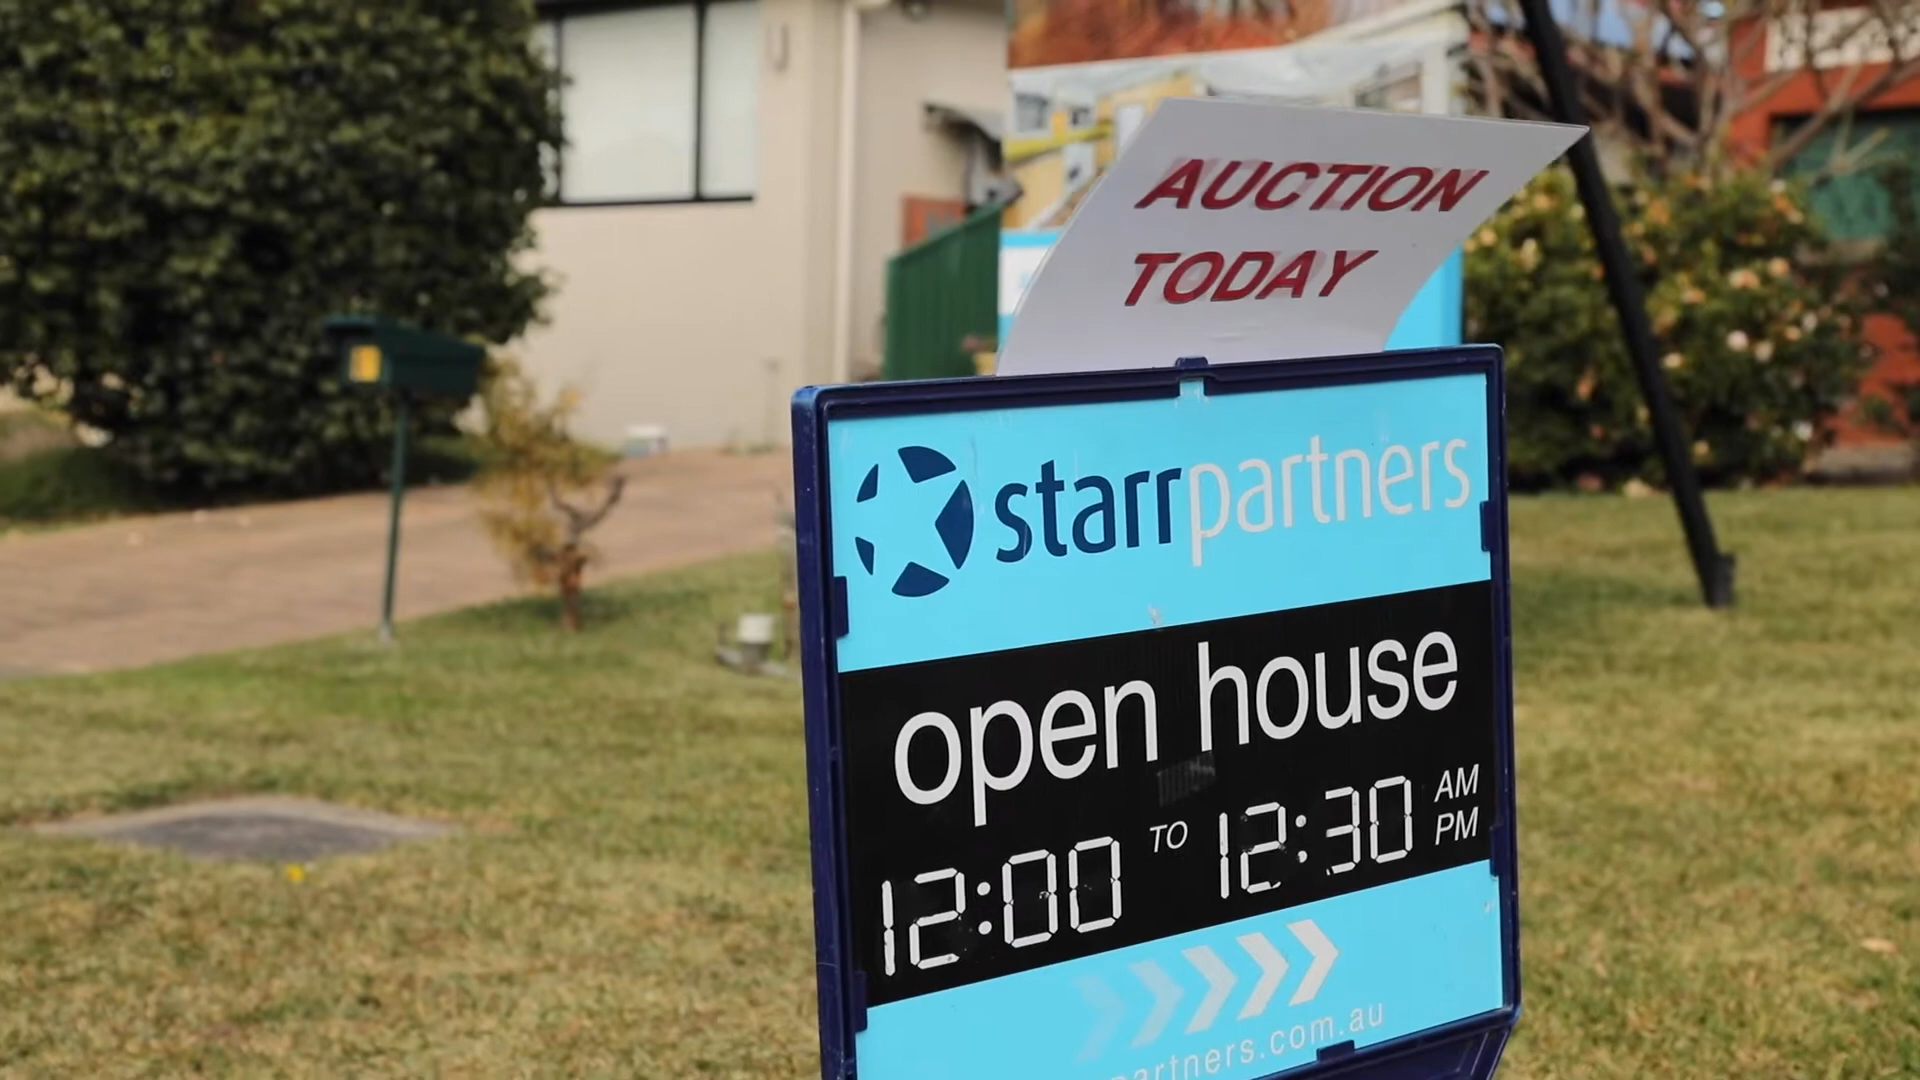 AUCTION
TODAY
starrpartners
open house
12:00 TO 12:30 AM PM
partners.com.au